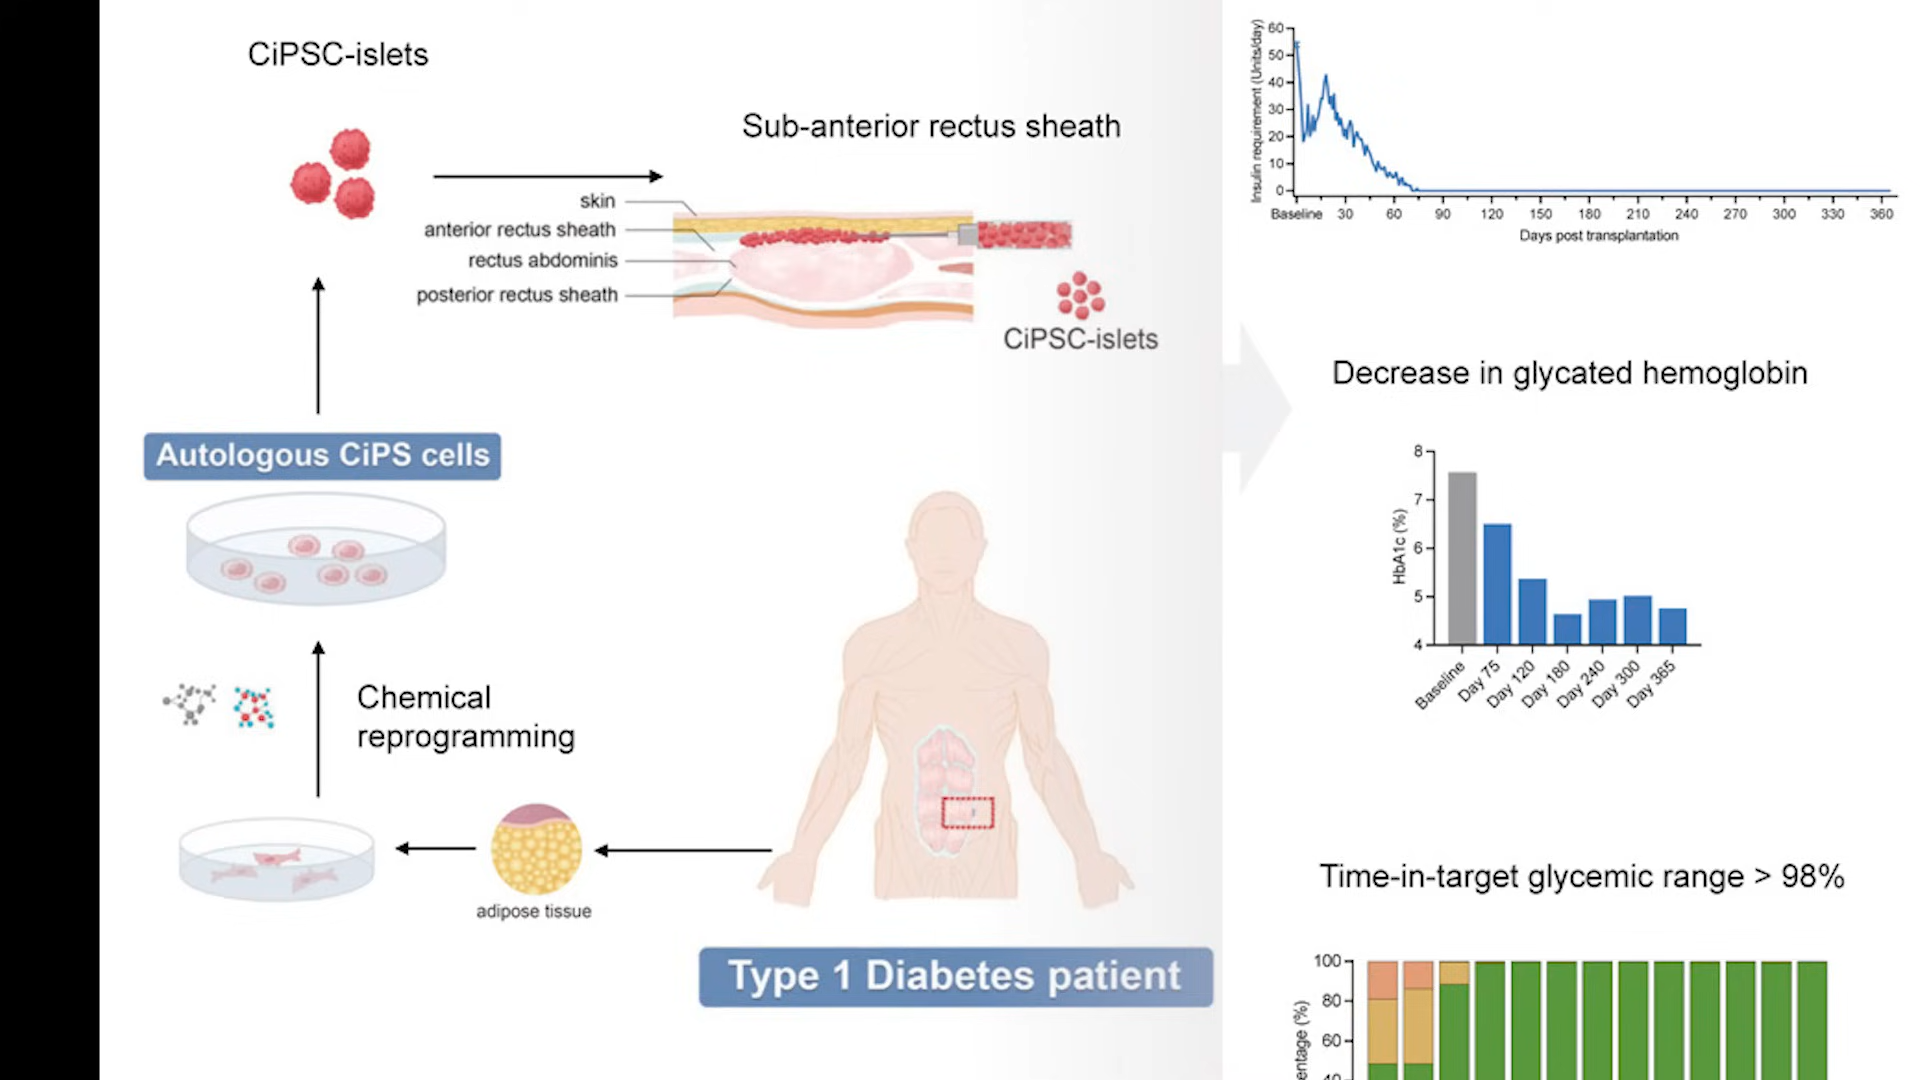 CiPSC-islets
Sub-anterior rectus sheath
skin
anterior rectus sheath
rectus abdominis
posterior rectus sheath
CiPSC-islets
Autologous CiPS cells
Chemical
reprogramming
adipose tissue
Type 1 Diabetes patient
Insulin requirement (Units/day)
60
50
40
30
20
10
0
Baseline 30 60 90 120 150 180 210 240 270 300 330 360
Days post transplantation
Decrease in glycated hemoglobin
HbA1c (%)
8
7
6
5
4
Baseline Day 75 Day 120 Day 180 Day 240 Day 300 Day 365
Time-in-target glycemic range > 98%
entage (%)
100
80
60